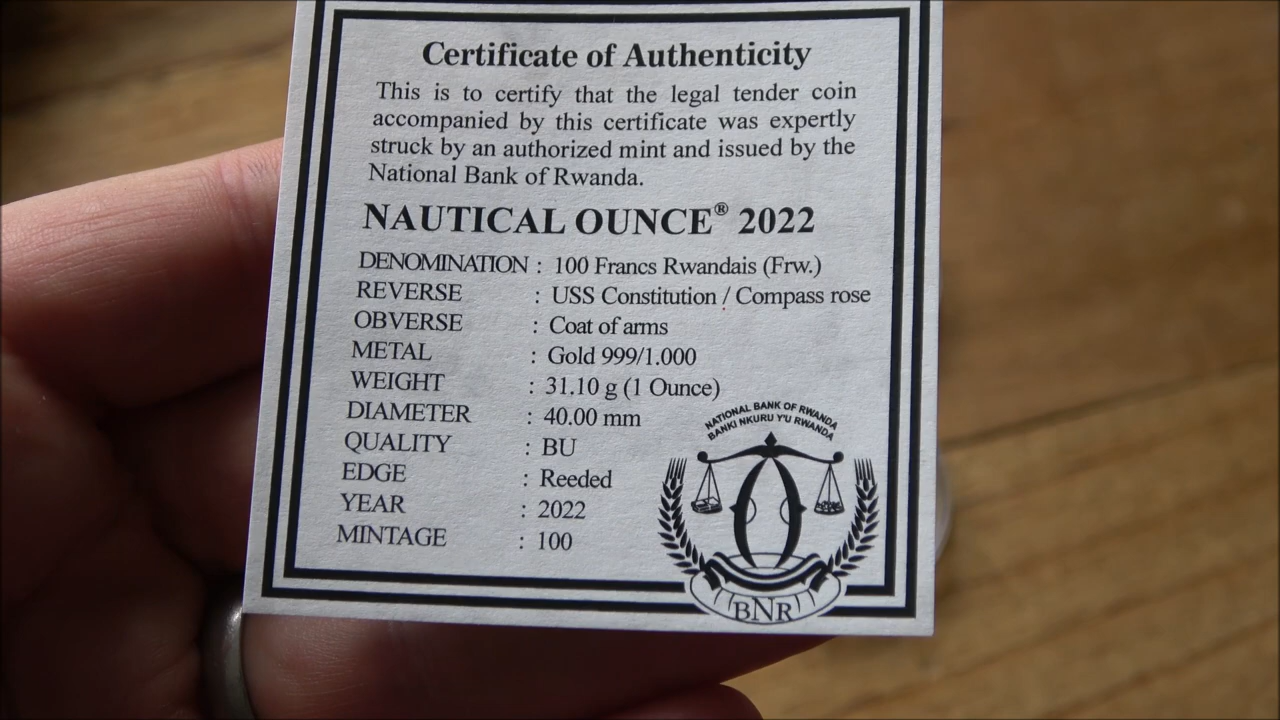 Certificate of Authenticity
This is to certify that the legal tender coin
accompanied by this certificate was expertly
struck by an authorized mint and issued by the
National Bank of Rwanda.
NAUTICAL OUNCE® 2022
DENOMINATION : 100 Francs Rwandais (Frw.)
REVERSE : USS Constitution / Compass rose
OBVERSE : Coat of arms
METAL : Gold 999/1.000
WEIGHT : 31.10 g (1 Ounce)
DIAMETER : 40.00 mm
QUALITY : BU
EDGE : Reeded
YEAR : 2022
MINTAGE : 100
NATIONAL BANK OF RWANDA
BANKI NKURU Y'U RWANDA
BNR